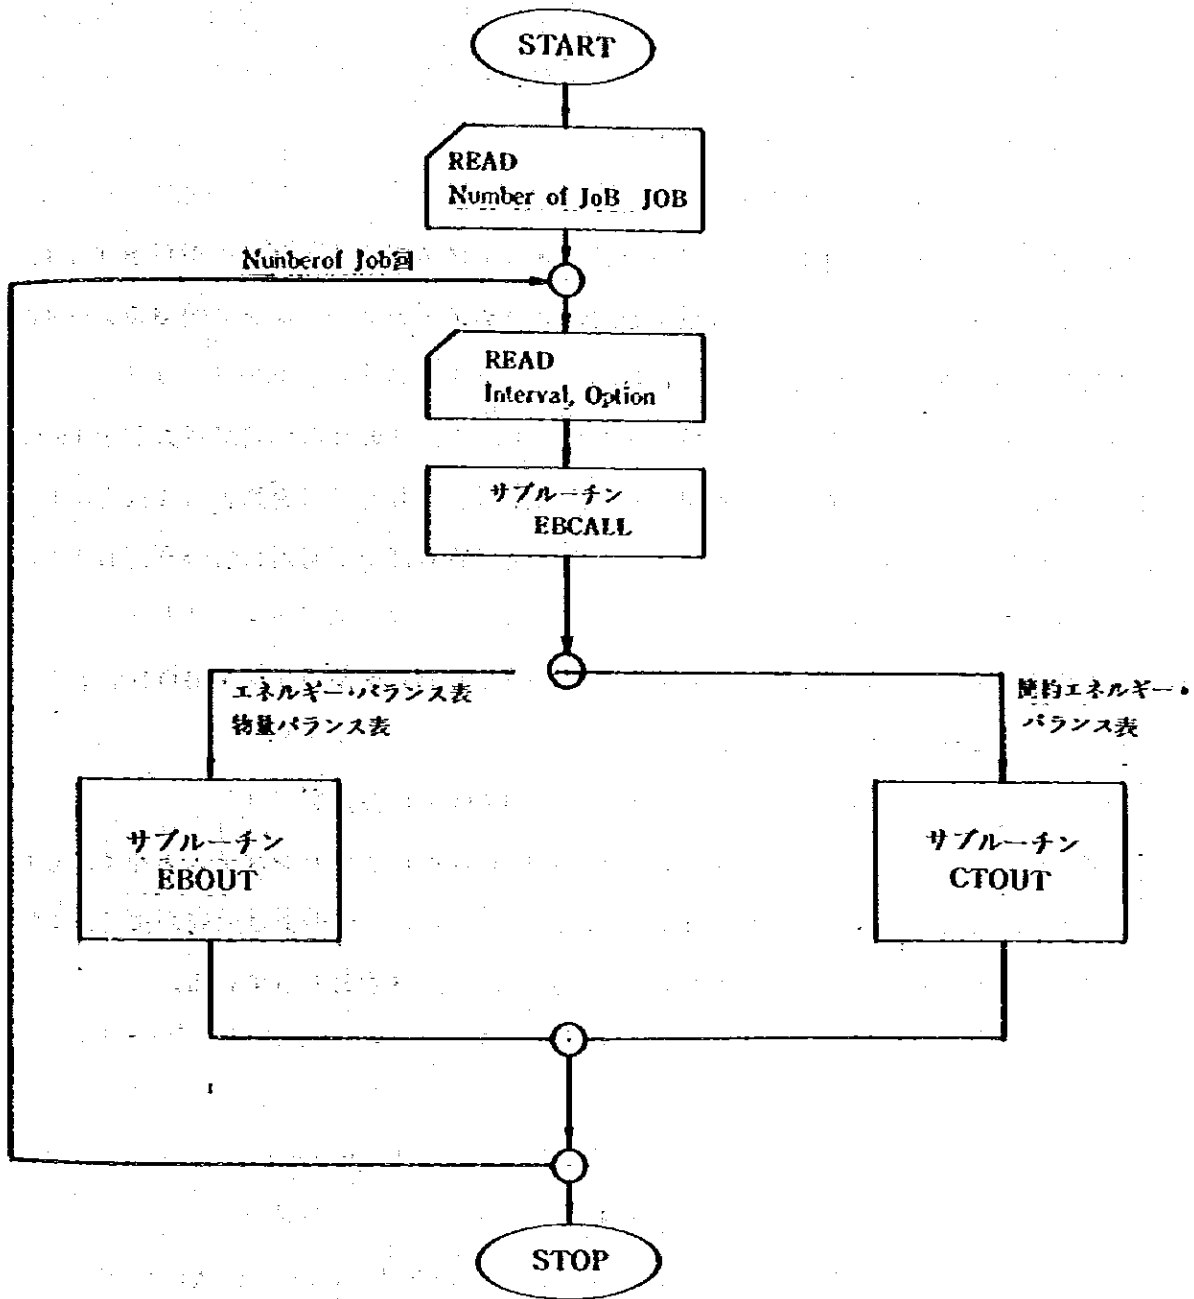 START
READ
Number of JoB JOB
Nunberof Job回
READ
Interval, Option
サブルーチン
EBCALL
エネルギー・バランス表
物量バランス表
簡約エネルギー・
バランス表
サブルーチン
EBOUT
サブルーチン
CTOUT
STOP